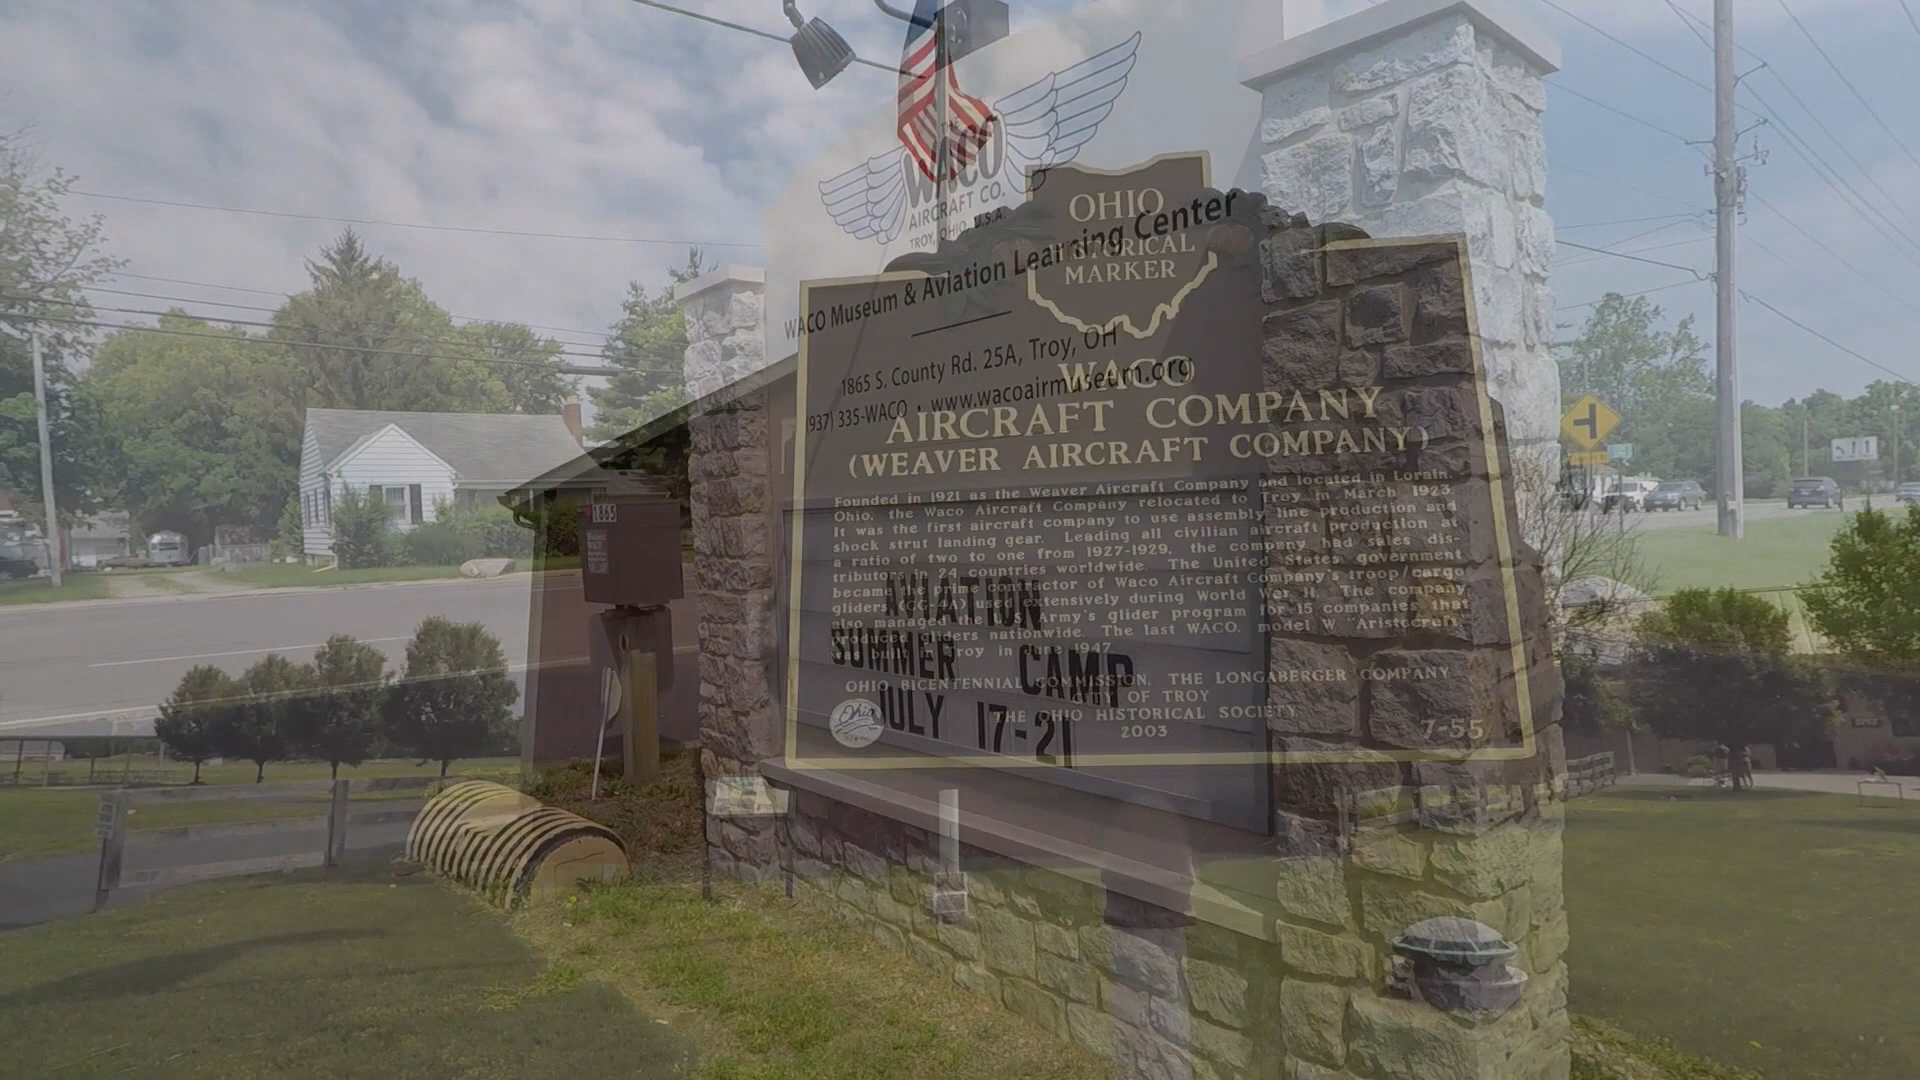 THE
WACO
AIRCRAFT CO.
TROY, OHIO, U.S.A.
WACO Museum & Aviation Learning Center
1865 S. County Rd. 25A, Troy, OH
(937) 335-WACO • www.wacoairmuseum.org
AVIATION
SUMMER CAMP
JULY 17-21
1865
OHIO
HISTORICAL
MARKER
WACO
AIRCRAFT COMPANY
(WEAVER AIRCRAFT COMPANY)
Founded in 1921 as the Weaver Aircraft Company and located in Lorain,
Ohio, the Waco Aircraft Company relocated to Troy in March 1923.
It was the first aircraft company to use assembly line production and
shock strut landing gear. Leading all civilian aircraft production at
a ratio of two to one from 1927-1929, the company had sales dis-
tributors in 24 countries worldwide. The United States government
became the prime contractor of Waco Aircraft Company's troop/cargo
gliders (CG-4A) used extensively during World War II. The company
also managed the U.S. Army's glider program for 15 companies that
produced gliders nationwide. The last WACO, model W "Aristocraft"
was built in Troy in June 1947.
OHIO BICENTENNIAL COMMISSION, THE LONGABERGER COMPANY
CITY OF TROY
THE OHIO HISTORICAL SOCIETY
2003
7-55
Ohio